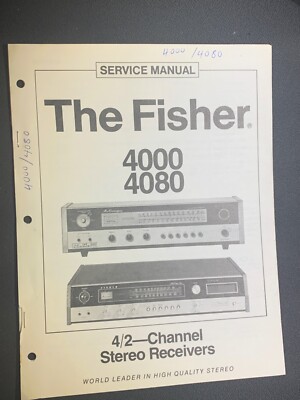 4000/4080
SERVICE MANUAL
4000/4080
The Fisher®
4000
4080
FISHER
4/2—Channel
Stereo Receivers
WORLD LEADER IN HIGH QUALITY STEREO